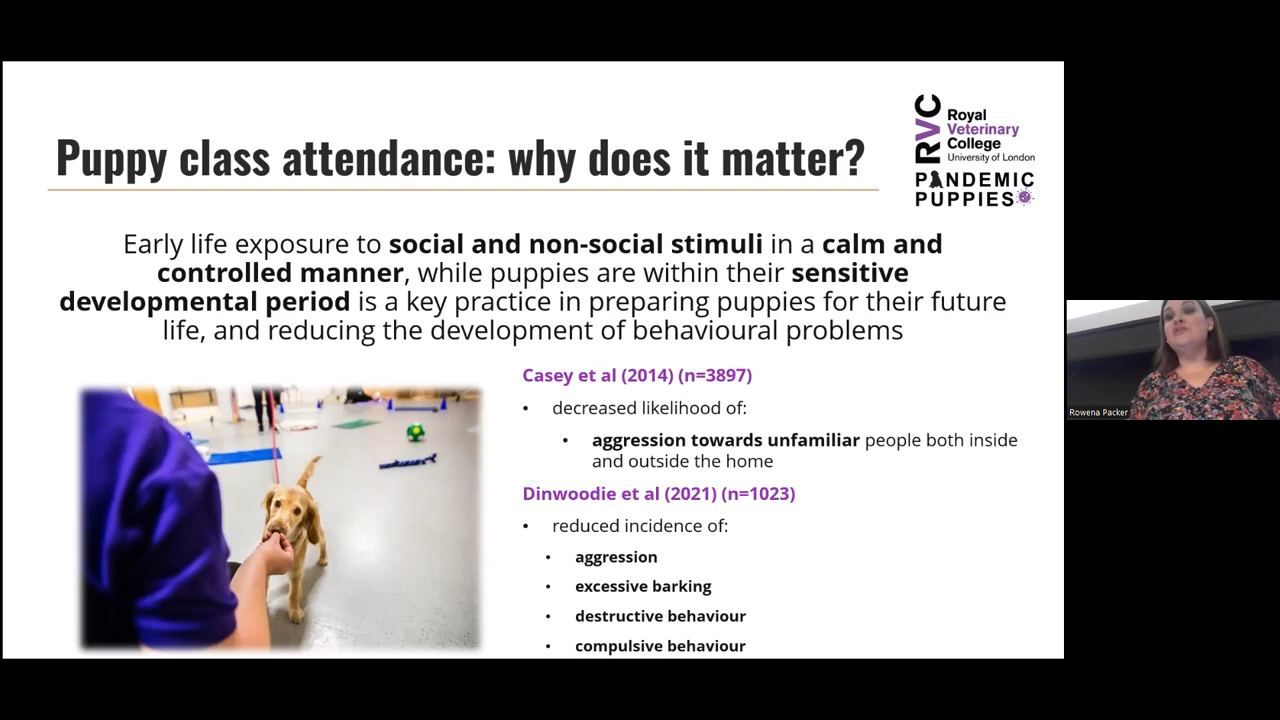 Puppy class attendance: why does it matter?
RVC
Royal
Veterinary
College
University of London
PANDEMIC
PUPPIES
Early life exposure to social and non-social stimuli in a calm and
controlled manner, while puppies are within their sensitive
developmental period is a key practice in preparing puppies for their future
life, and reducing the development of behavioural problems
Casey et al (2014) (n=3897)
• decreased likelihood of:
• aggression towards unfamiliar people both inside
and outside the home
Dinwoodie et al (2021) (n=1023)
• reduced incidence of:
• aggression
• excessive barking
• destructive behaviour
• compulsive behaviour
Rowena Packer